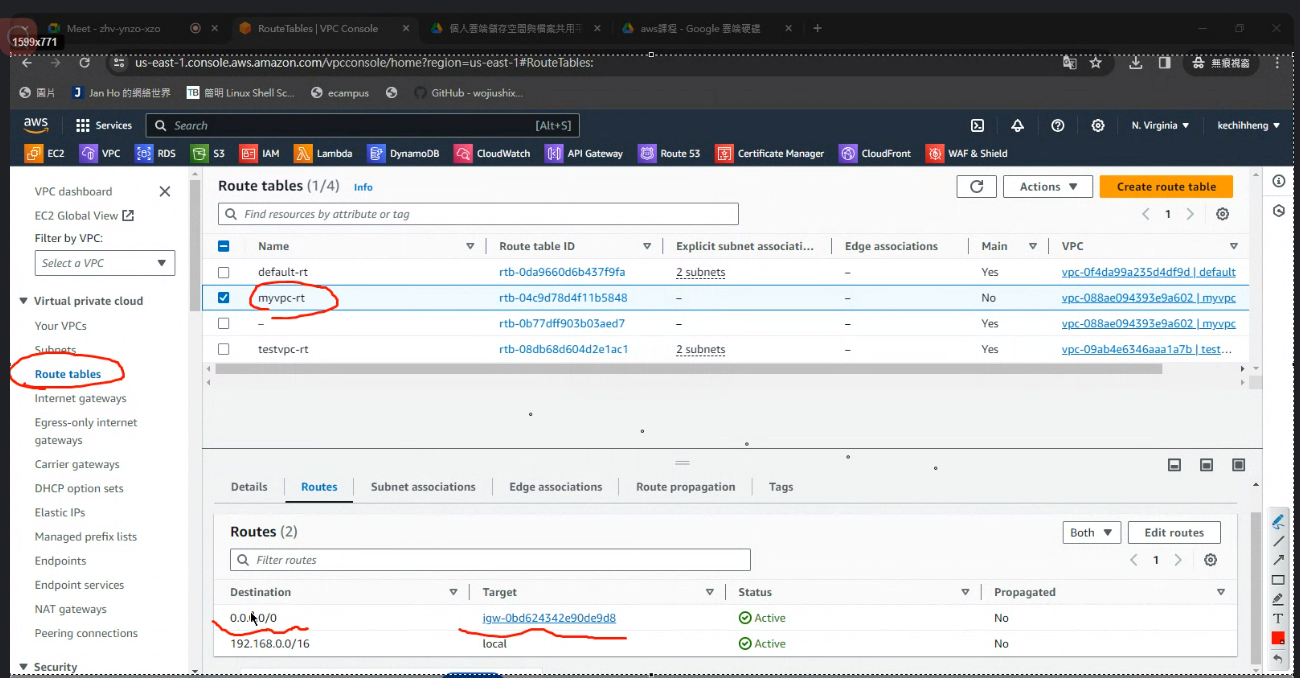 Meet - zhv-ynzo-xzo
RouteTables | VPC Console
個人雲端儲存空間與檔案共用平
aws課程 - Google 雲端硬碟
1599x771
us-east-1.console.aws.amazon.com/vpcconsole/home?region=us-east-1#RouteTables:
無痕視窗
圖片
Jan Ho 的網絡世界
TB 簡明 Linux Shell Sc...
ecampus
GitHub - wojiushix...
aws
Services
Search
[Alt+S]
N. Virginia
kechihheng
EC2
VPC
RDS
S3
IAM
Lambda
DynamoDB
CloudWatch
API Gateway
Route 53
Certificate Manager
CloudFront
WAF & Shield
VPC dashboard
EC2 Global View
Filter by VPC:
Select a VPC
Virtual private cloud
Your VPCs
Subnets
Route tables
Internet gateways
Egress-only internet
gateways
Carrier gateways
DHCP option sets
Elastic IPs
Managed prefix lists
Endpoints
Endpoint services
NAT gateways
Peering connections
Security
Route tables (1/4) Info
Actions
Create route table
Find resources by attribute or tag
1
Name Route table ID Explicit subnet associati... Edge associations Main VPC
default-rt rtb-0da9660d6b437f9fa 2 subnets – Yes vpc-0f4da99a235d4df9d | default
myvpc-rt rtb-04c9d78d4f11b5848 – – No vpc-088ae094393e9a602 | myvpc
– rtb-0b77dff903b03aed7 – – Yes vpc-088ae094393e9a602 | myvpc
testvpc-rt rtb-08db68d604d2e1ac1 2 subnets – Yes vpc-09ab4e6346aaa1a7b | test...
Details
Routes
Subnet associations
Edge associations
Route propagation
Tags
Routes (2)
Both
Edit routes
Filter routes
1
Destination Target Status Propagated
0.0.0.0/0 igw-0bd624342e90de9d8 Active No
192.168.0.0/16 local Active No
T